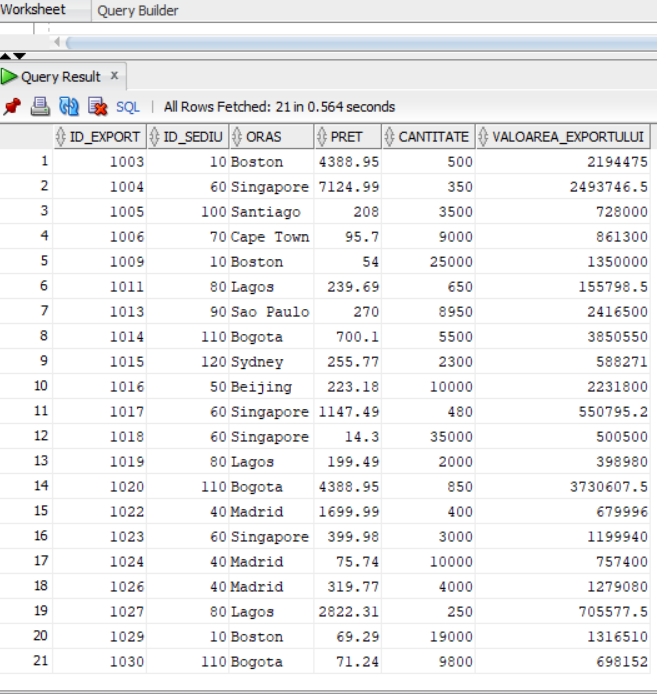 Worksheet Query Builder
Query Result x
SQL | All Rows Fetched: 21 in 0.564 seconds
ID_EXPORT ID_SEDIU ORAS PRET CANTITATE VALOAREA_EXPORTULUI
1 1003 10 Boston 4388.95 500 2194475
2 1004 60 Singapore 7124.99 350 2493746.5
3 1005 100 Santiago 208 3500 728000
4 1006 70 Cape Town 95.7 9000 861300
5 1009 10 Boston 54 25000 1350000
6 1011 80 Lagos 239.69 650 155798.5
7 1013 90 Sao Paulo 270 8950 2416500
8 1014 110 Bogota 700.1 5500 3850550
9 1015 120 Sydney 255.77 2300 588271
10 1016 50 Beijing 223.18 10000 2231800
11 1017 60 Singapore 1147.49 480 550795.2
12 1018 60 Singapore 14.3 35000 500500
13 1019 80 Lagos 199.49 2000 398980
14 1020 110 Bogota 4388.95 850 3730607.5
15 1022 40 Madrid 1699.99 400 679996
16 1023 60 Singapore 399.98 3000 1199940
17 1024 40 Madrid 75.74 10000 757400
18 1026 40 Madrid 319.77 4000 1279080
19 1027 80 Lagos 2822.31 250 705577.5
20 1029 10 Boston 69.29 19000 1316510
21 1030 110 Bogota 71.24 9800 698152